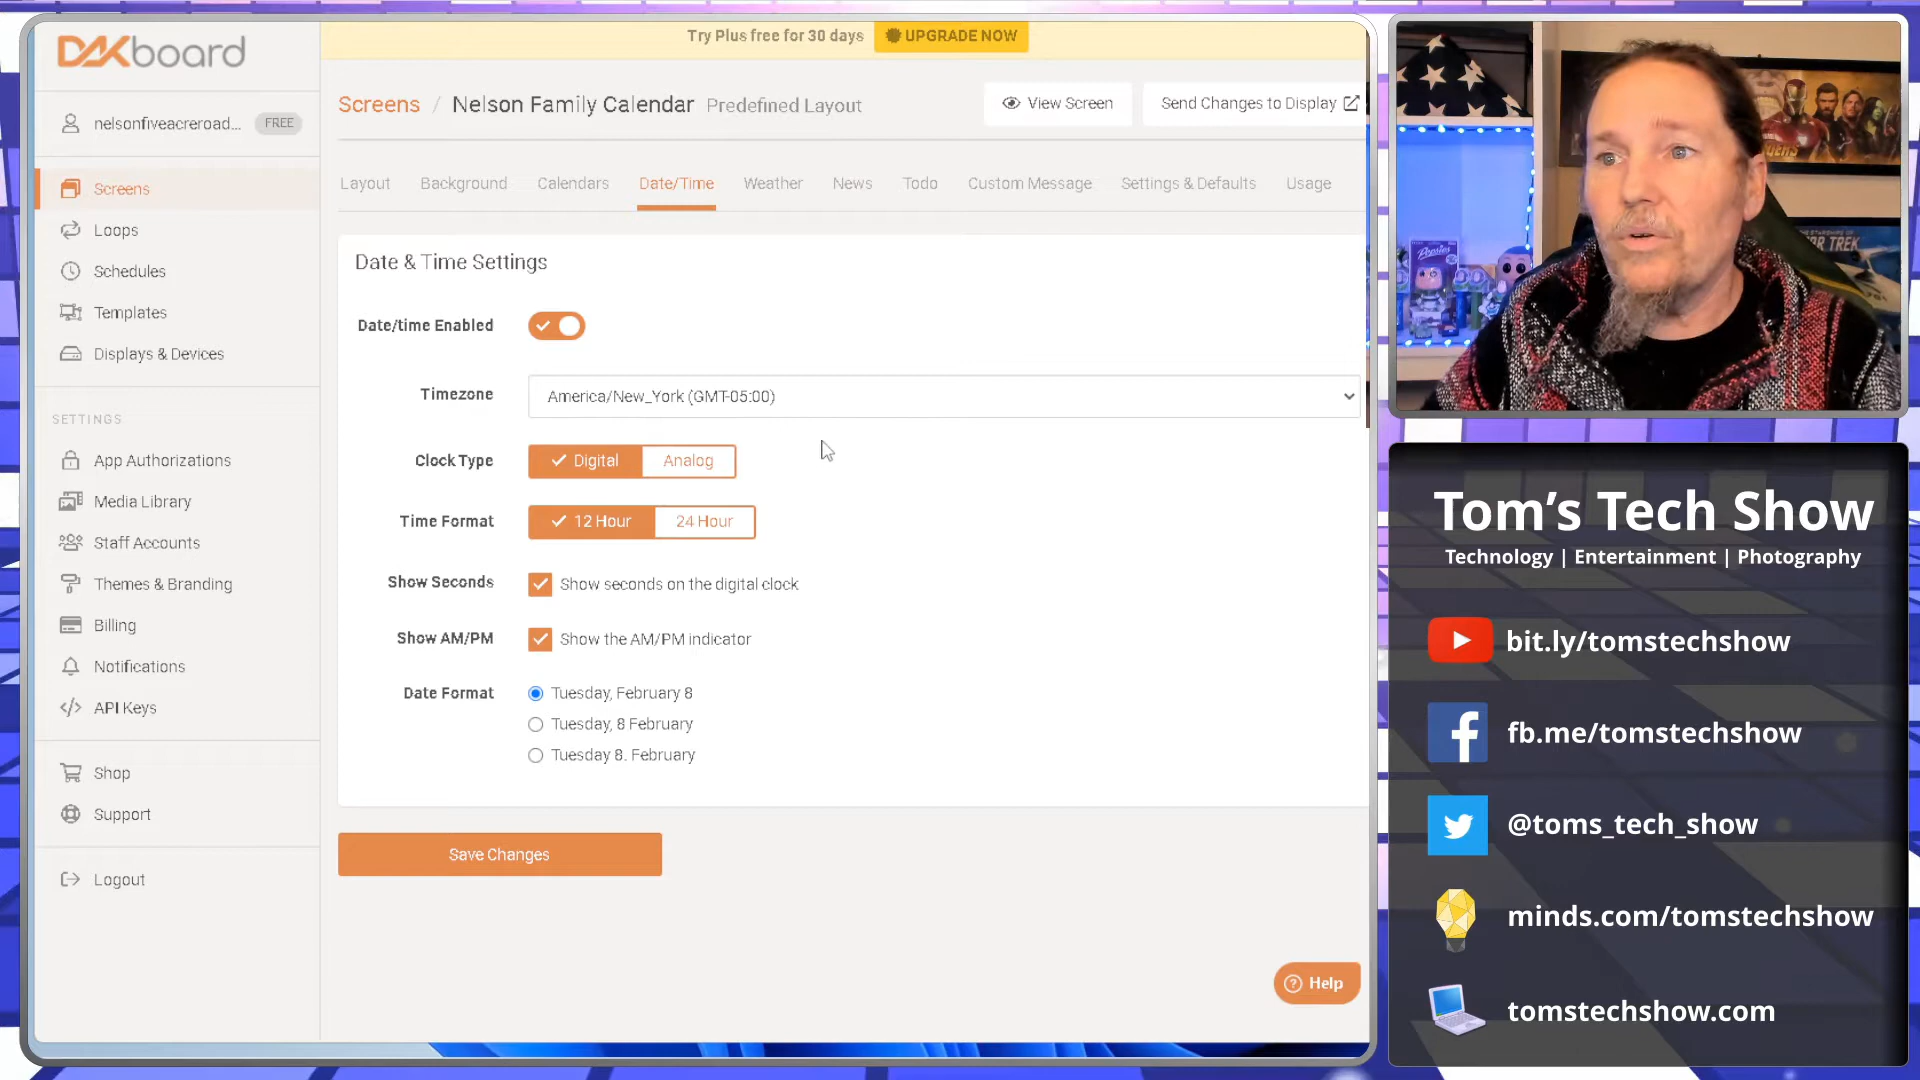 DAKboard
nelsonfiveacreroad... FREE
Screens
Loops
Schedules
Templates
Displays & Devices
SETTINGS
App Authorizations
Media Library
Staff Accounts
Themes & Branding
Billing
Notifications
API Keys
Shop
Support
Logout
Try Plus free for 30 days UPGRADE NOW
Screens / Nelson Family Calendar Predefined Layout View Screen Send Changes to Display
Layout Background Calendars Date/Time Weather News Todo Custom Message Settings & Defaults Usage
Date & Time Settings
Date/time Enabled
Timezone America/New_York (GMT-05:00)
Clock Type Digital Analog
Time Format 12 Hour 24 Hour
Show Seconds Show seconds on the digital clock
Show AM/PM Show the AM/PM indicator
Date Format Tuesday, February 8
Tuesday, 8 February
Tuesday 8. February
Save Changes
Help
STAR TREK
Tom's Tech Show
Technology | Entertainment | Photography
bit.ly/tomstechshow
fb.me/tomstechshow
@toms_tech_show
minds.com/tomstechshow
tomstechshow.com